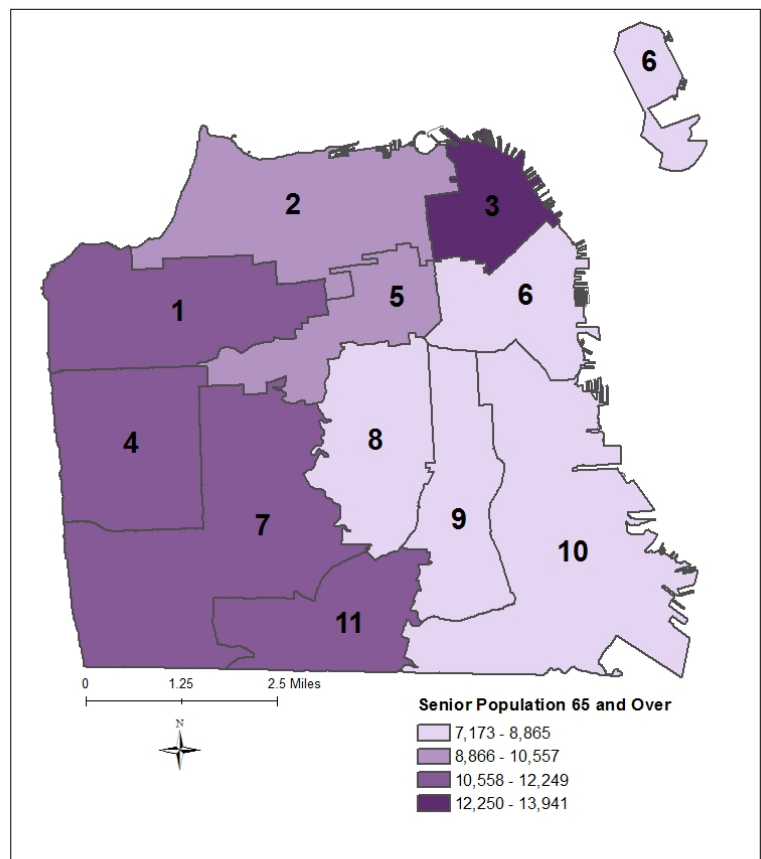 6
2
3
1
5
6
4
8
7
9
10
11
0 1.25 2.5 Miles
N
Senior Population 65 and Over
7,173 - 8,865
8,866 - 10,557
10,558 - 12,249
12,250 - 13,941